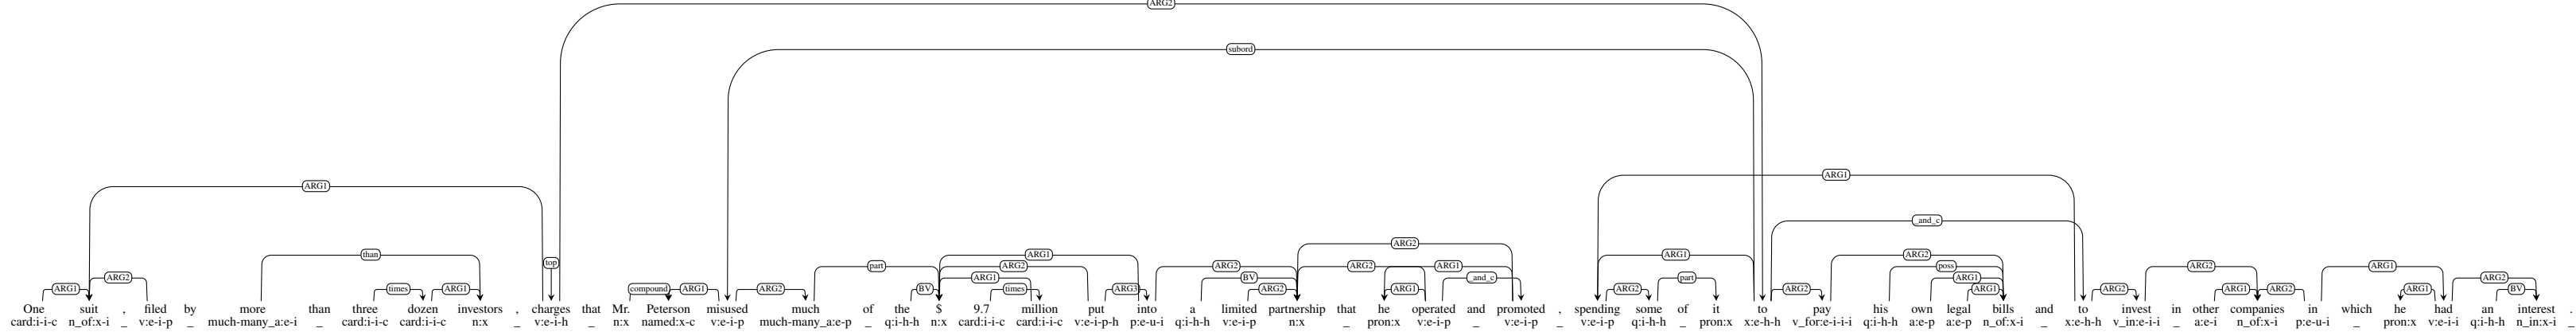 ARG2
subord
ARG1
ARG1
_and_c
ARG2
than top ARG1 ARG1
part ARG2 ARG2 ARG2 ARG1 ARG2 poss ARG1
ARG2 ARG1 BV _and_c part ARG1 ARG2
ARG1 times ARG1 compound ARG1 ARG2 BV times ARG3 ARG2 ARG1 ARG2 ARG2 ARG1 ARG2 ARG1 ARG2 ARG1 BV
One suit , filed by more than three dozen investors , charges that Mr. Peterson misused much of the $ 9.7 million put into a limited partnership that he operated and promoted , spending some of it to pay his own legal bills and to invest in other companies in which he had an interest .
card:i-i-c n_of:x-i _ v:e-i-p _ much-many_a:e-i _ card:i-i-c card:i-i-c n:x _ v:e-i-h _ n:x named:x-c v:e-i-p much-many_a:e-p _ q:i-h-h n:x card:i-i-c card:i-i-c v:e-i-p-h p:e-u-i q:i-h-h v:e-i-p n:x _ pron:x v:e-i-p _ v:e-i-p _ v:e-i-p q:i-h-h _ pron:x x:e-h-h v_for:e-i-i-i q:i-h-h a:e-p a:e-p n_of:x-i _ x:e-h-h v_in:e-i-i _ a:e-i n_of:x-i p:e-u-i _ pron:x v:e-i-i q:i-h-h n_in:x-i _